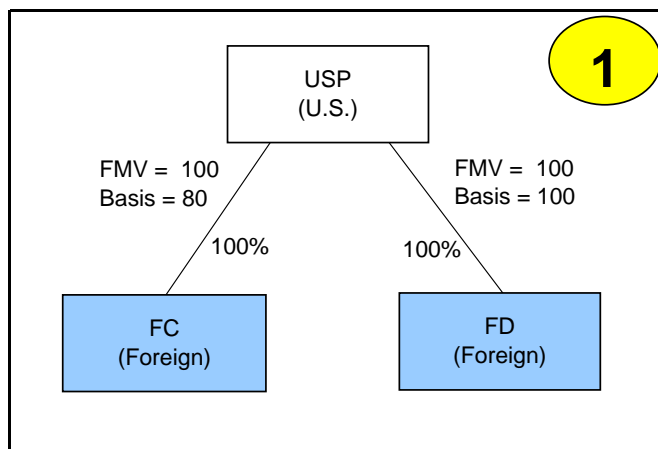 1
USP
(U.S.)
FMV =  100
Basis = 80
FMV =  100
Basis = 100
100%
100%
FC
(Foreign)
FD
(Foreign)